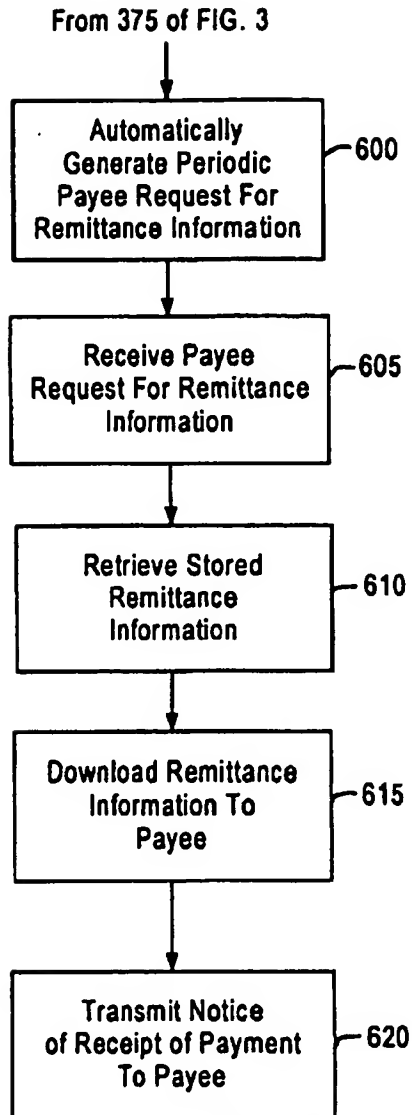 From 375 of FIG. 3
Automatically
Generate Periodic
Payee Request For
Remittance Information
600
Receive Payee
Request For Remittance
Information
605
Retrieve Stored
Remittance
Information
610
Download Remittance
Information To
Payee
615
Transmit Notice
of Receipt of Payment
To Payee
620